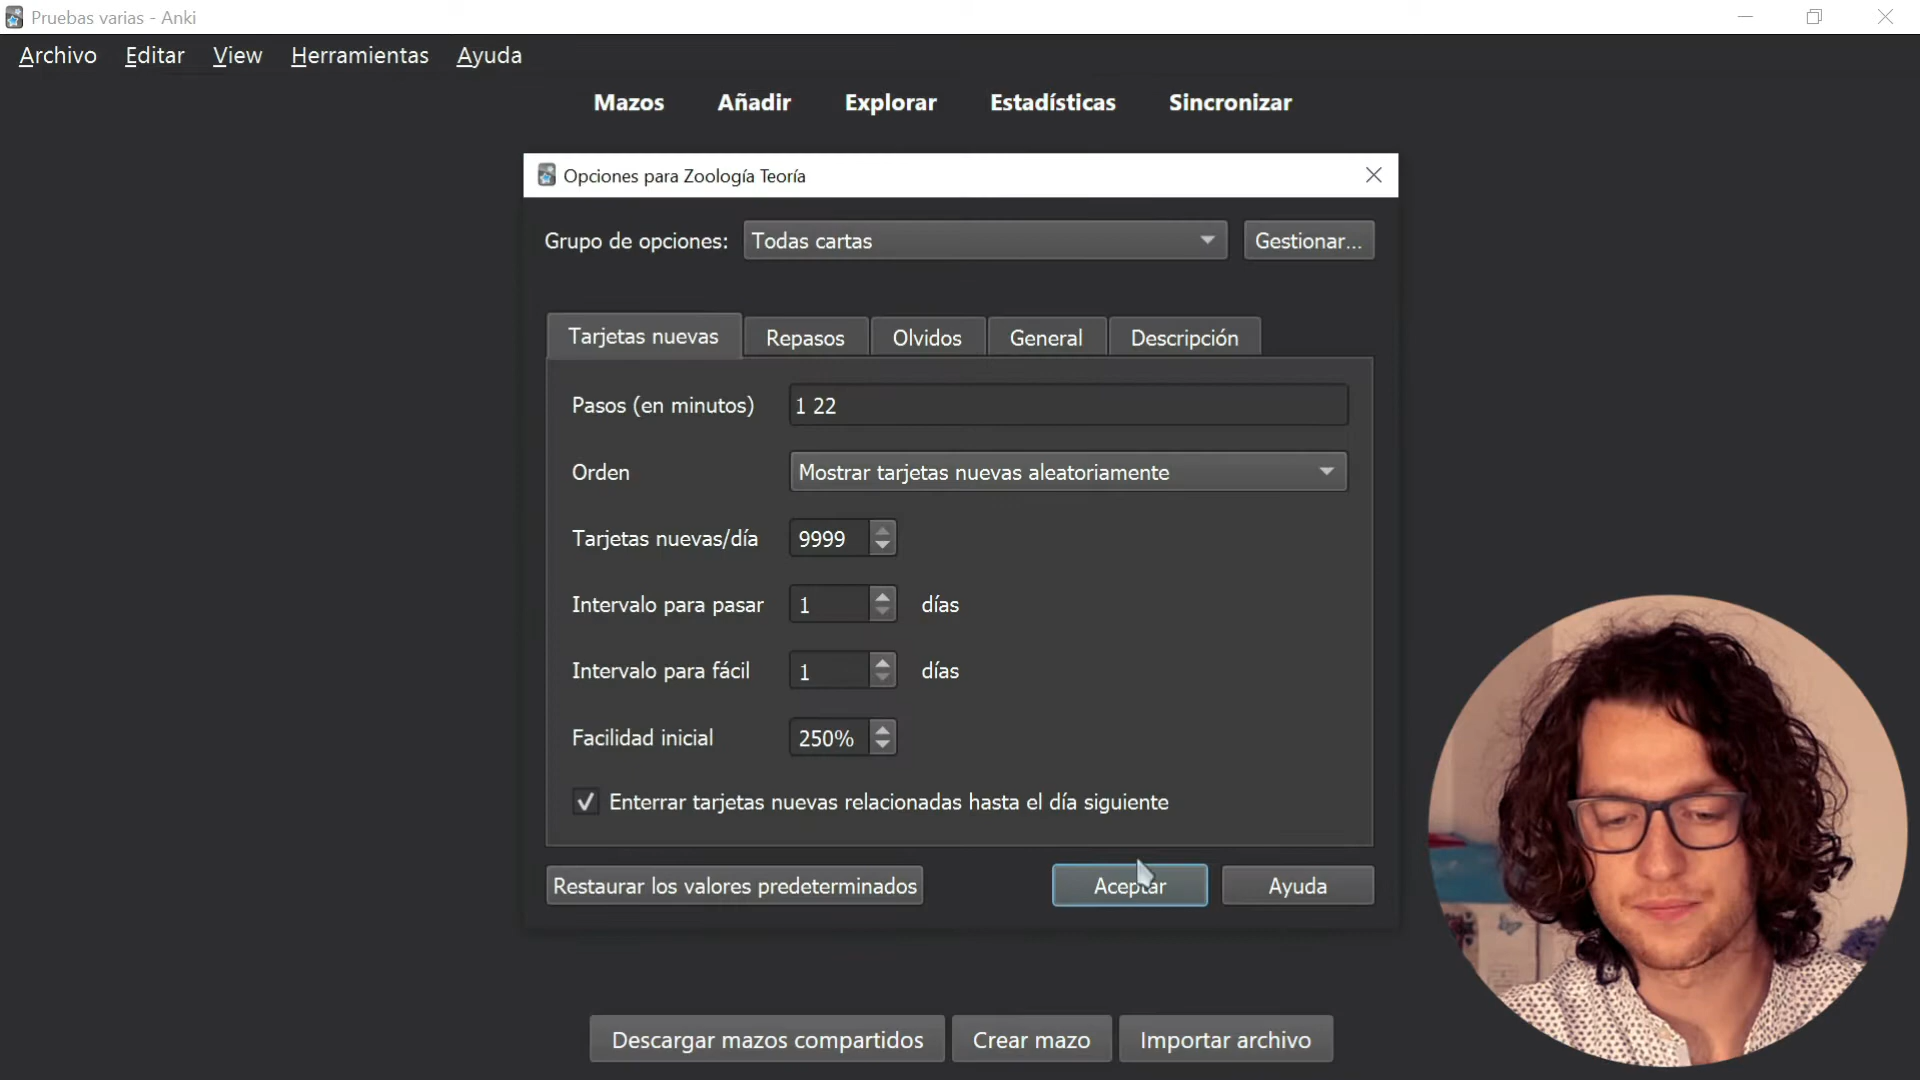 Pruebas varias - Anki
Archivo Editar View Herramientas Ayuda
Mazos Añadir Explorar Estadísticas Sincronizar
Opciones para Zoología Teoría
Grupo de opciones: Todas cartas Gestionar...
Tarjetas nuevas Repasos Olvidos General Descripción
Pasos (en minutos) 1 22
Orden Mostrar tarjetas nuevas aleatoriamente
Tarjetas nuevas/día 9999
Intervalo para pasar 1 días
Intervalo para fácil 1 días
Facilidad inicial 250%
Enterrar tarjetas nuevas relacionadas hasta el día siguiente
Restaurar los valores predeterminados Aceptar Ayuda
Descargar mazos compartidos Crear mazo Importar archivo